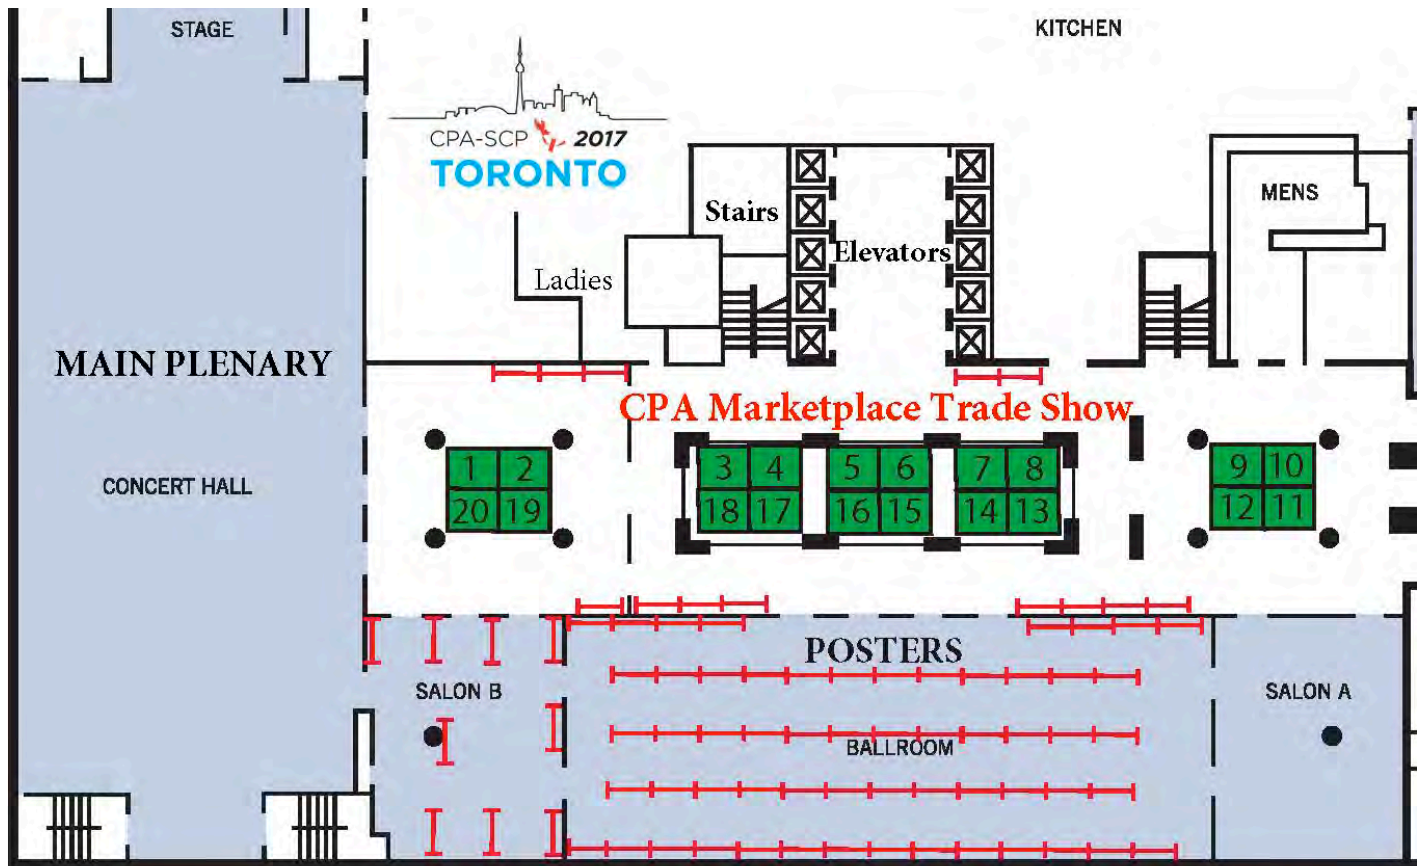 STAGE
KITCHEN
CPA-SCP 2017
TORONTO
MENS
Stairs
Elevators
Ladies
MAIN PLENARY
CPA Marketplace Trade Show
CONCERT HALL
1 2 3 4 5 6 7 8 9 10
20 19 18 17 16 15 14 13 12 11
POSTERS
SALON B
SALON A
BALLROOM